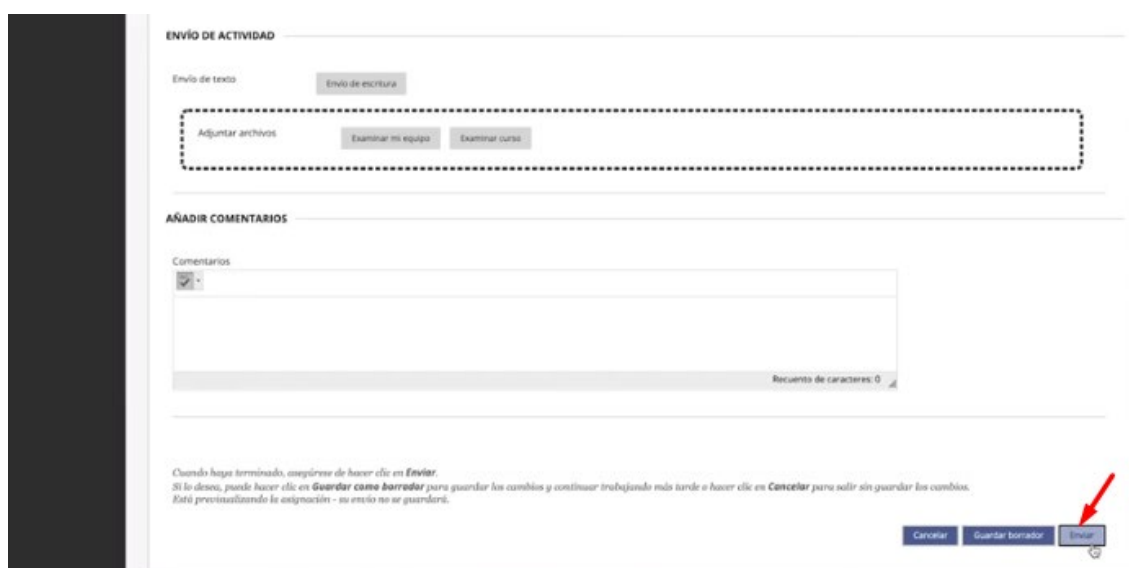 ENVÍO DE ACTIVIDAD
Envío de texto
Envío de escritura
Adjuntar archivos
Examinar mi equipo
Examinar curso
AÑADIR COMENTARIOS
Comentarios
Recuento de caracteres: 0
Cuando haya terminado, asegúrese de hacer clic en Enviar.
Si lo desea, puede hacer clic en Guardar como borrador para guardar los cambios y continuar trabajando más tarde o hacer clic en Cancelar para salir sin guardar los cambios.
Está previsualizando la asignación - su envío no se guardará.
Cancelar
Guardar borrador
Enviar